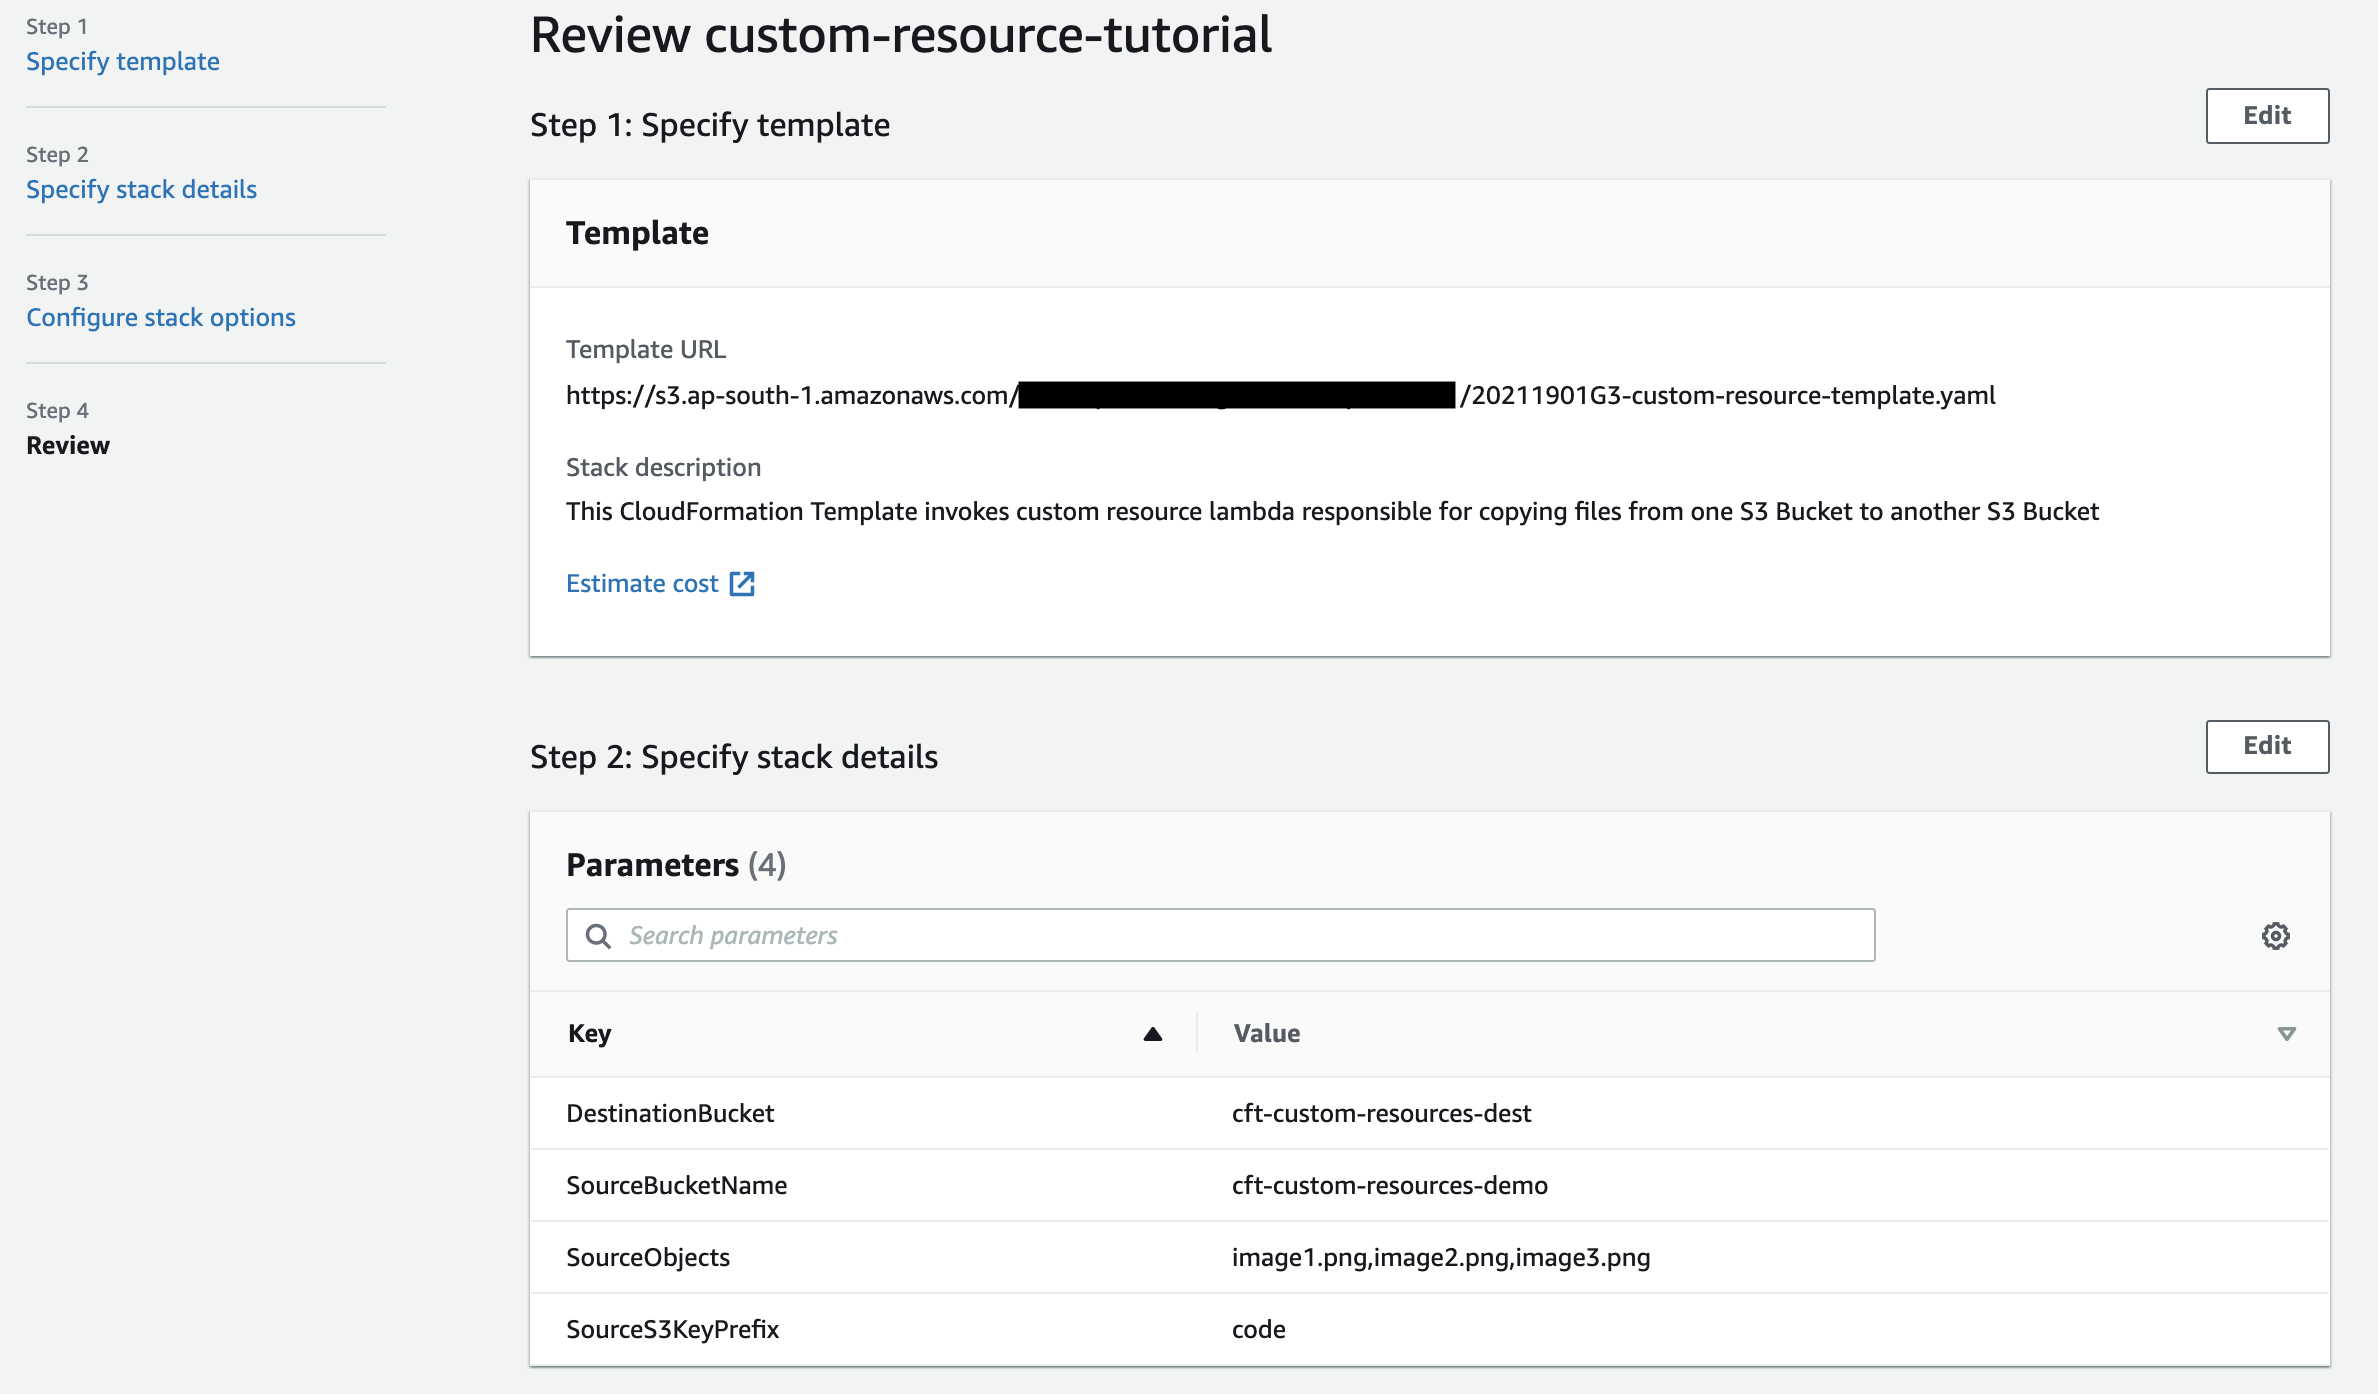 Step 1
Specify template
Step 2
Specify stack details
Step 3
Configure stack options
Step 4
Review
Review custom-resource-tutorial
Step 1: Specify template
Edit
Template
Template URL
https://s3.ap-south-1.amazonaws.com/ /20211901G3-custom-resource-template.yaml
Stack description
This CloudFormation Template invokes custom resource lambda responsible for copying files from one S3 Bucket to another S3 Bucket
Estimate cost
Step 2: Specify stack details
Edit
Parameters (4)
Search parameters
Key Value
DestinationBucket cft-custom-resources-dest
SourceBucketName cft-custom-resources-demo
SourceObjects image1.png,image2.png,image3.png
SourceS3KeyPrefix code